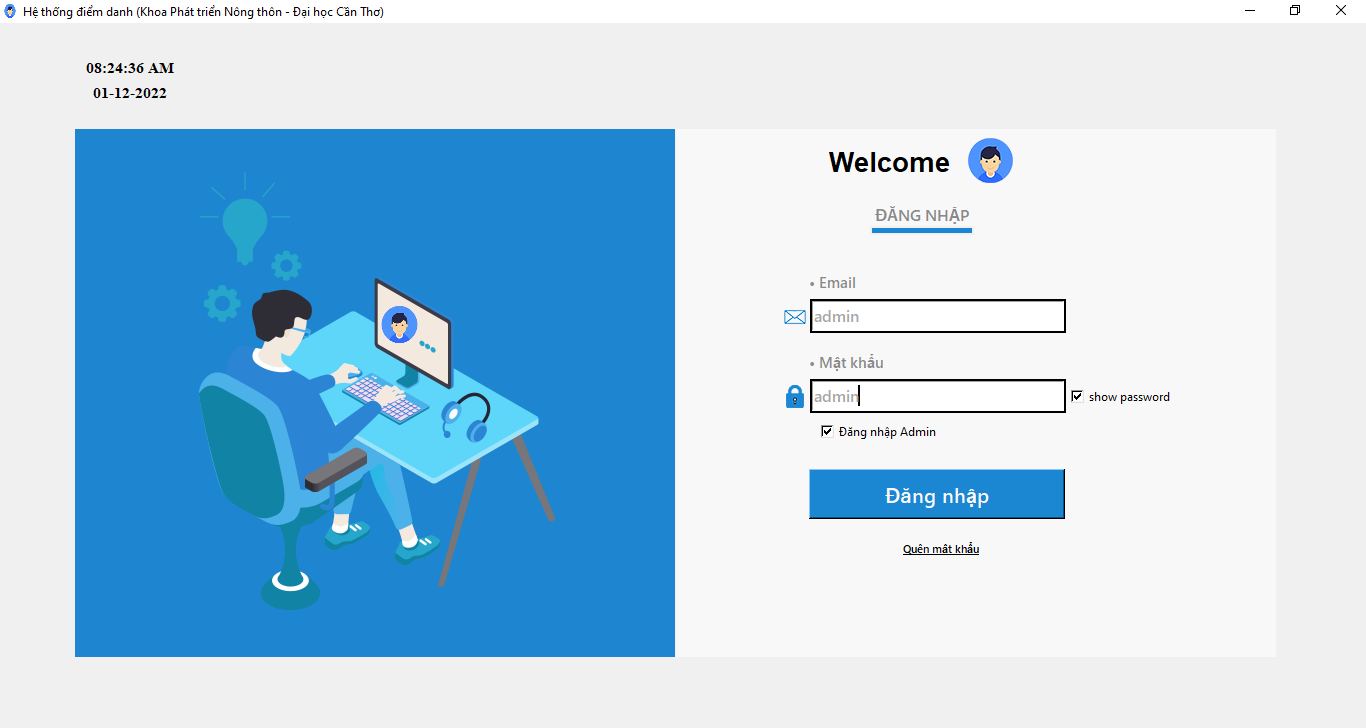 Hệ thống điểm danh (Khoa Phát triển Nông thôn - Đại học Cần Thơ)
08:24:36 AM
01-12-2022
Welcome
ĐĂNG NHẬP
• Email
admin
• Mật khẩu
admin
show password
Đăng nhập Admin
Đăng nhập
Quên mât khẩu